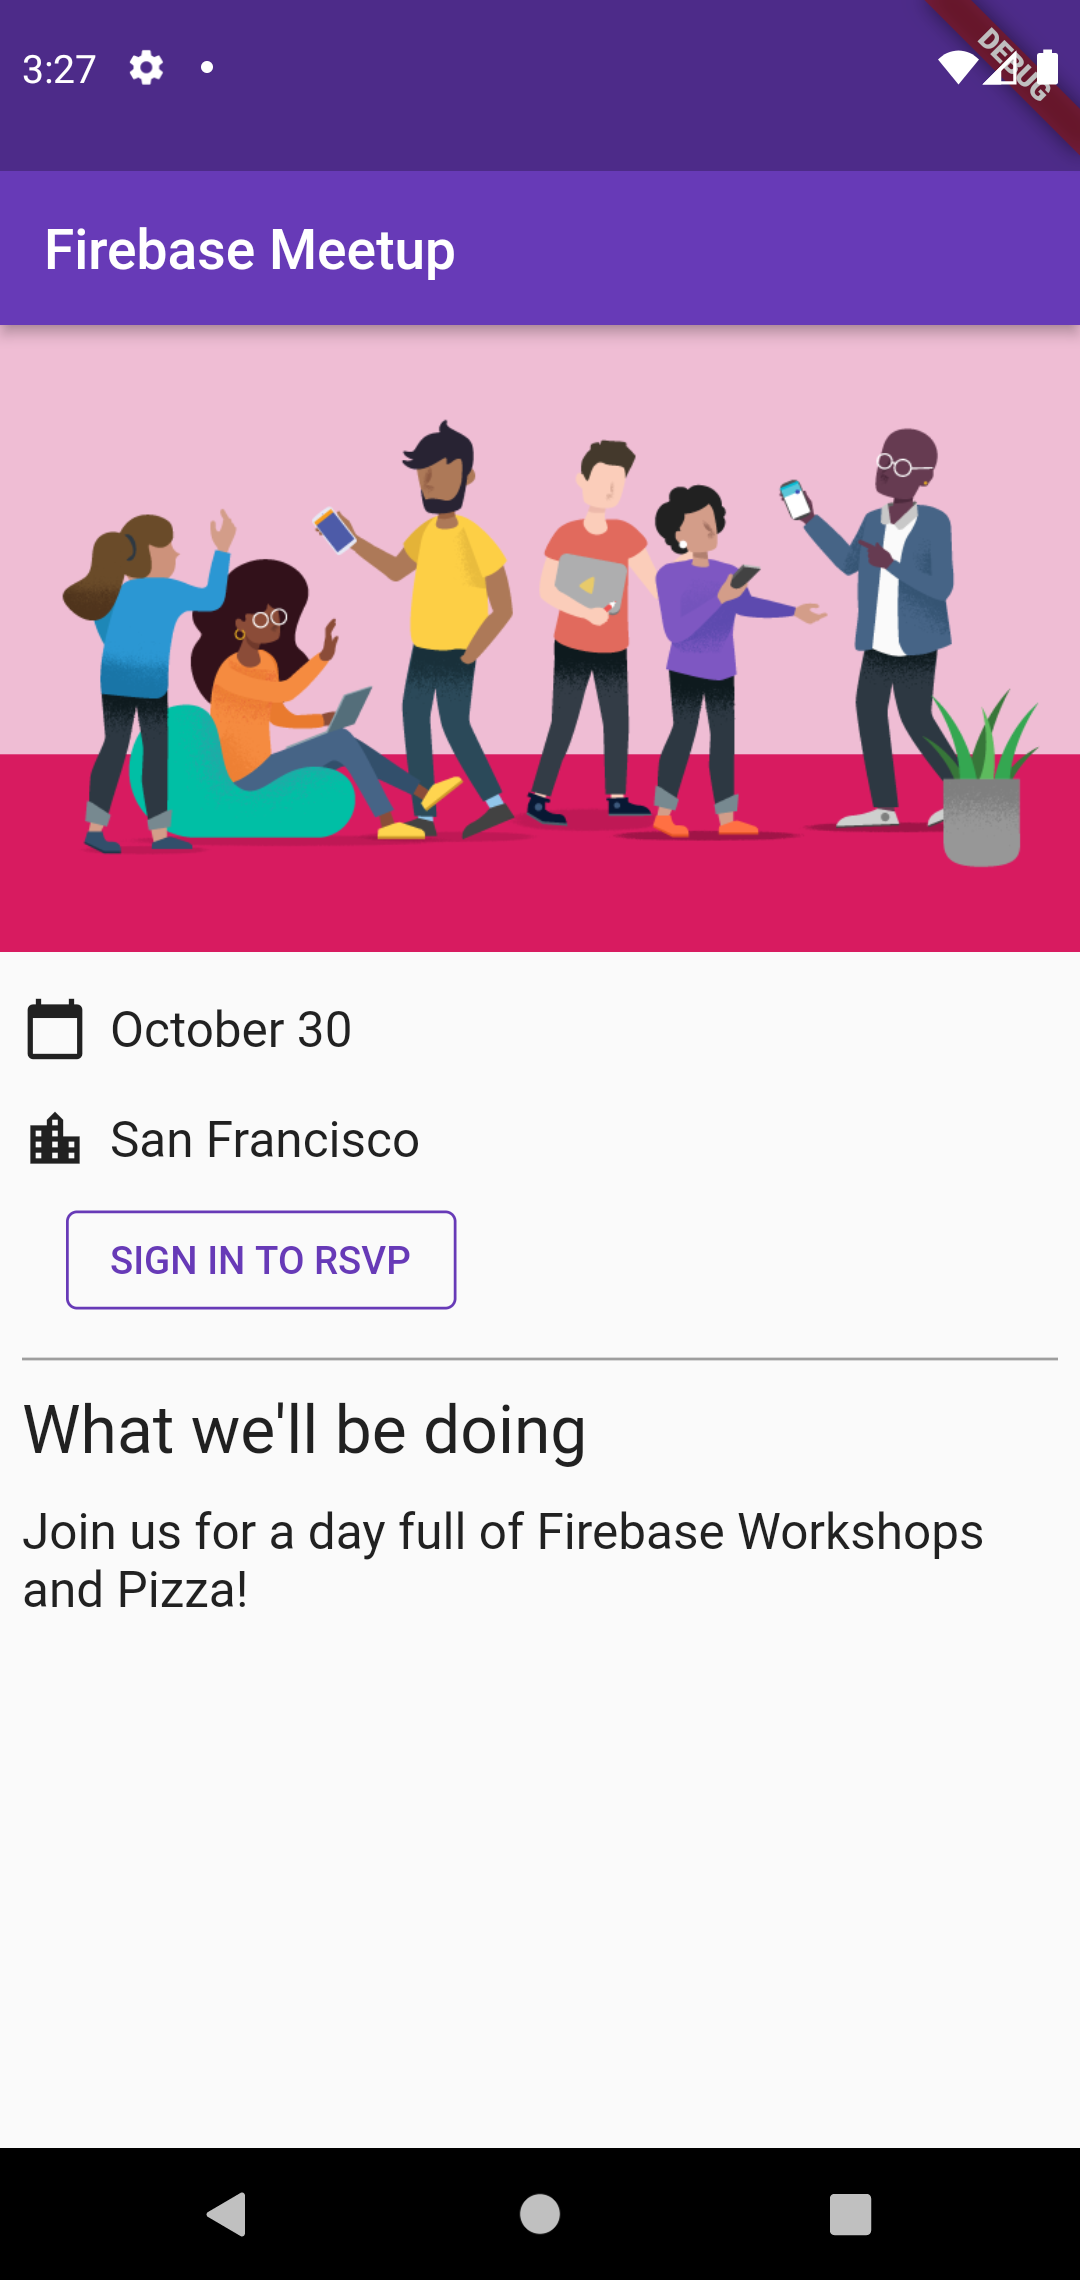 3:27
DEBUG
Firebase Meetup
October 30
San Francisco
SIGN IN TO RSVP
What we'll be doing
Join us for a day full of Firebase Workshops
and Pizza!